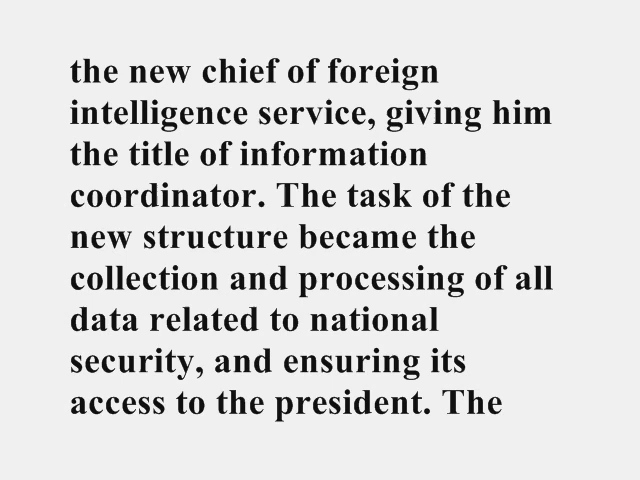 the new chief of foreign
intelligence service, giving him
the title of information
coordinator. The task of the
new structure became the
collection and processing of all
data related to national
security, and ensuring its
access to the president. The